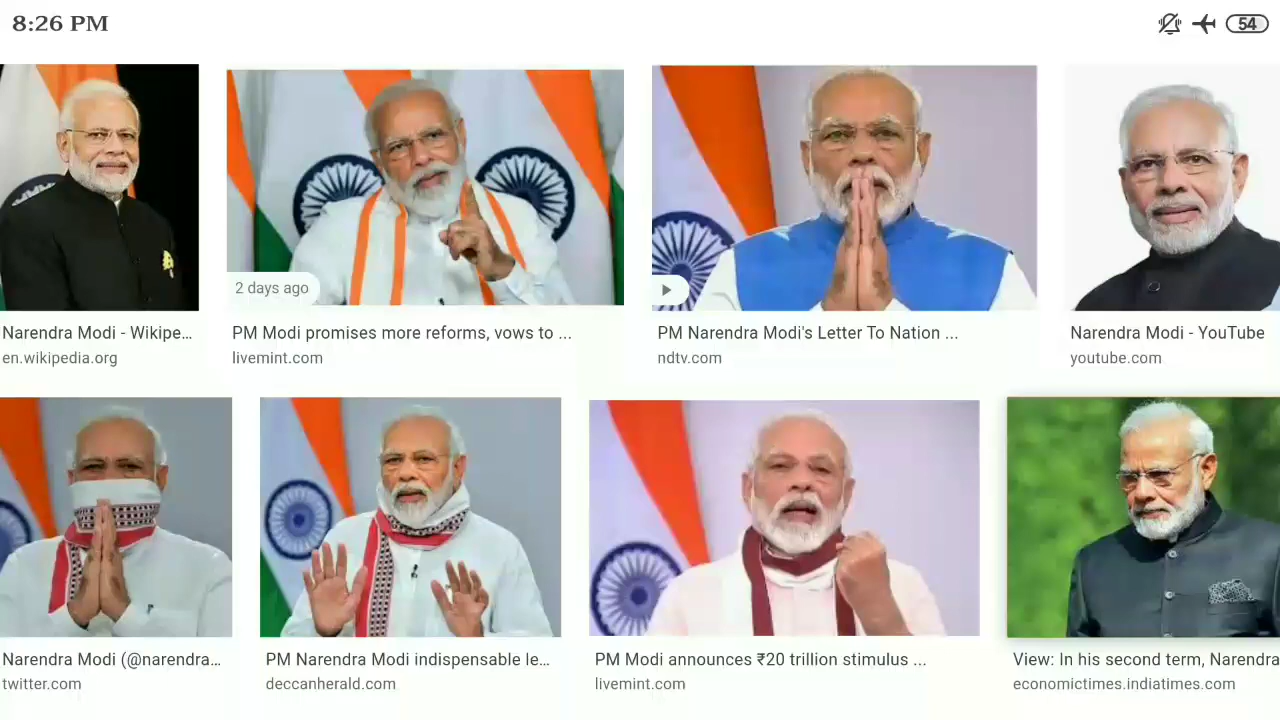 8:26 PM
54
2 days ago
Narendra Modi - Wikipe...
en.wikipedia.org
PM Modi promises more reforms, vows to ...
livemint.com
PM Narendra Modi's Letter To Nation ...
ndtv.com
Narendra Modi - YouTube
youtube.com
Narendra Modi (@narendra...
twitter.com
PM Narendra Modi indispensable le...
deccanherald.com
PM Modi announces ₹20 trillion stimulus ...
livemint.com
View: In his second term, Narendra
economictimes.indiatimes.com